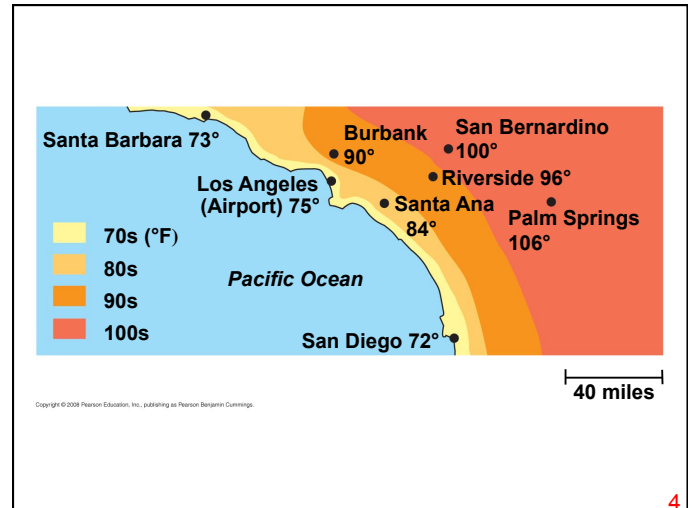 Santa Barbara 73°
Burbank
90°
San Bernardino
100°
Los Angeles
(Airport) 75°
Riverside 96°
Santa Ana
84°
Palm Springs
106°
70s (°F)
80s
90s
100s
Pacific Ocean
San Diego 72°
40 miles
Copyright © 2008 Pearson Education, Inc., publishing as Pearson Benjamin Cummings.
4